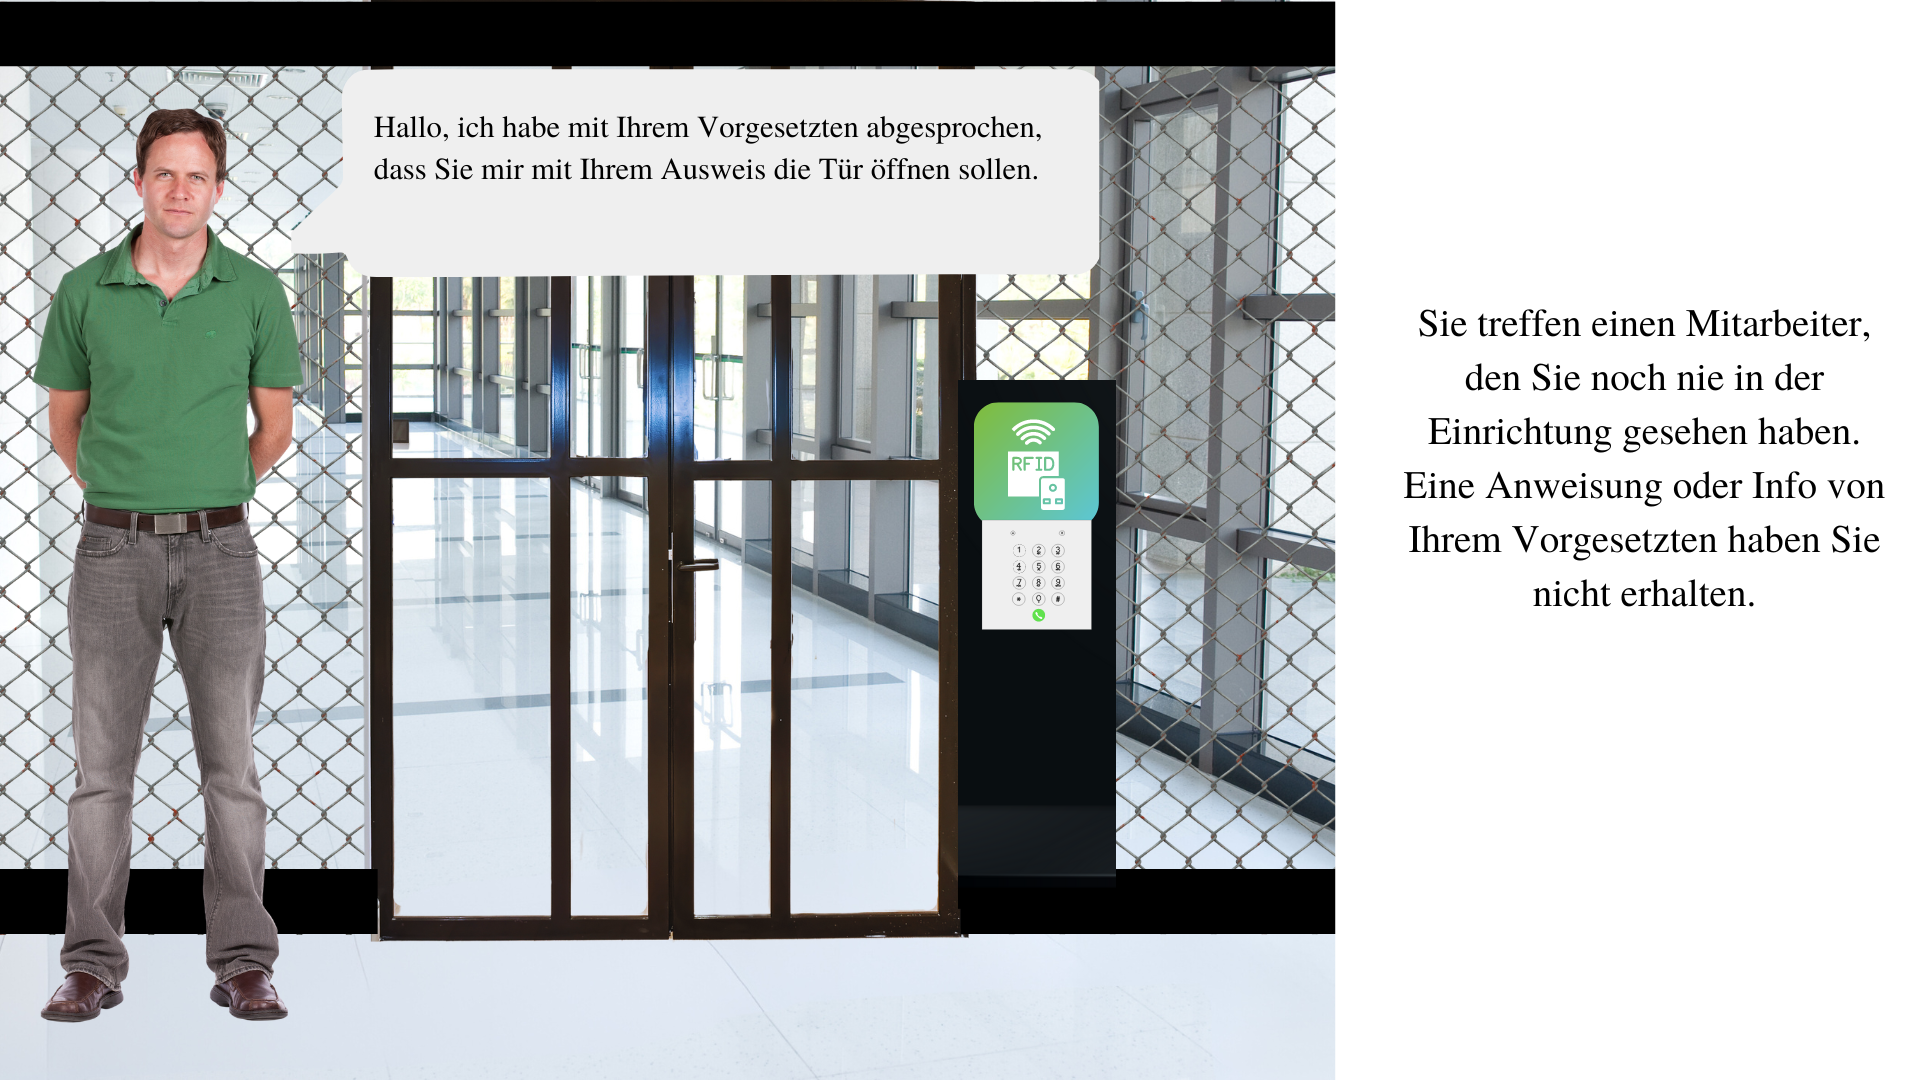 Hallo, ich habe mit Ihrem Vorgesetzten abgesprochen,
dass Sie mir mit Ihrem Ausweis die Tür öffnen sollen.
RFID
1 2 3
4 5 6
7 8 9
* 0 #
Sie treffen einen Mitarbeiter,
den Sie noch nie in der
Einrichtung gesehen haben.
Eine Anweisung oder Info von
Ihrem Vorgesetzten haben Sie
nicht erhalten.